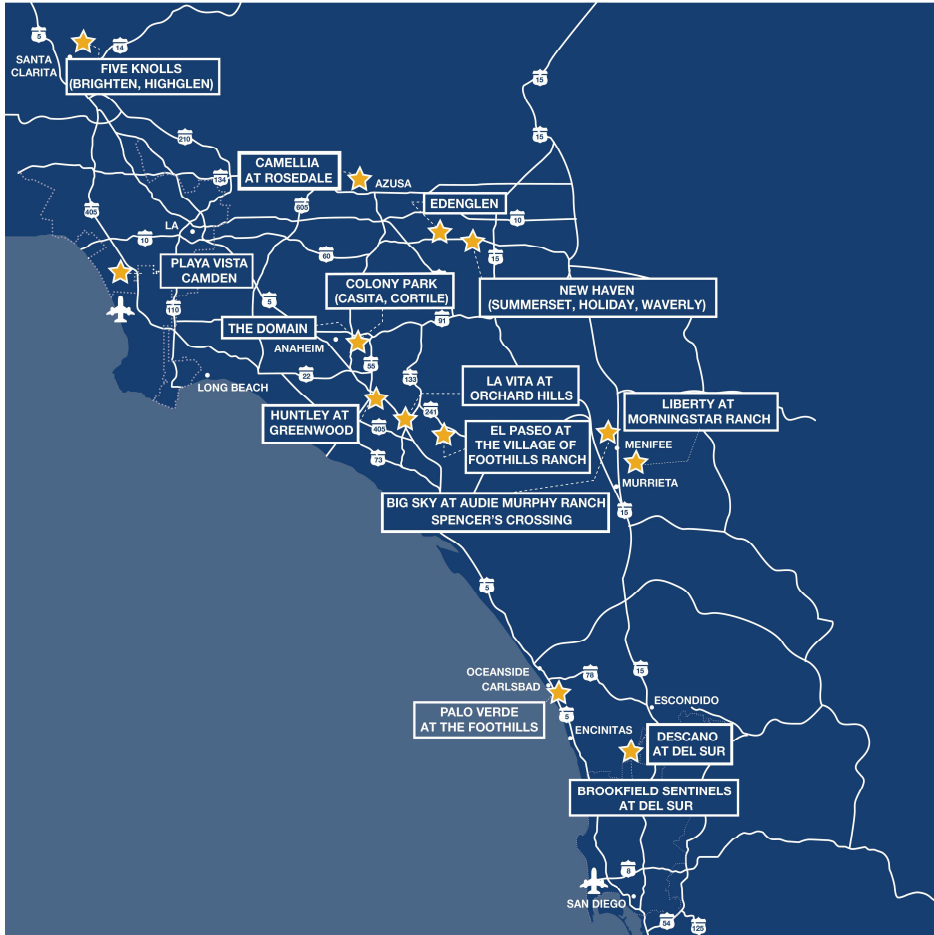 5
14
SANTA
CLARITA
FIVE KNOLLS
(BRIGHTEN, HIGHGLEN)
15
15
210
CAMELLIA
AT ROSEDALE
134
AZUSA
405
605
EDENGLEN
10
LA
10
60
15
PLAYA VISTA
CAMDEN
COLONY PARK
(CASITA, CORTILE)
NEW HAVEN
(SUMMERSET, HOLIDAY, WAVERLY)
5
110
91
THE DOMAIN
ANAHEIM
55
22
133
LONG BEACH
LA VITA AT
ORCHARD HILLS
241
HUNTLEY AT
GREENWOOD
405
LIBERTY AT
MORNINGSTAR RANCH
EL PASEO AT
THE VILLAGE OF
FOOTHILLS RANCH
73
MENIFEE
MURRIETA
BIG SKY AT AUDIE MURPHY RANCH
SPENCER'S CROSSING
15
5
OCEANSIDE
CARLSBAD
78
15
ESCONDIDO
PALO VERDE
AT THE FOOTHILLS
5
ENCINITAS
DESCANO
AT DEL SUR
BROOKFIELD SENTINELS
AT DEL SUR
8
SAN DIEGO
54
125